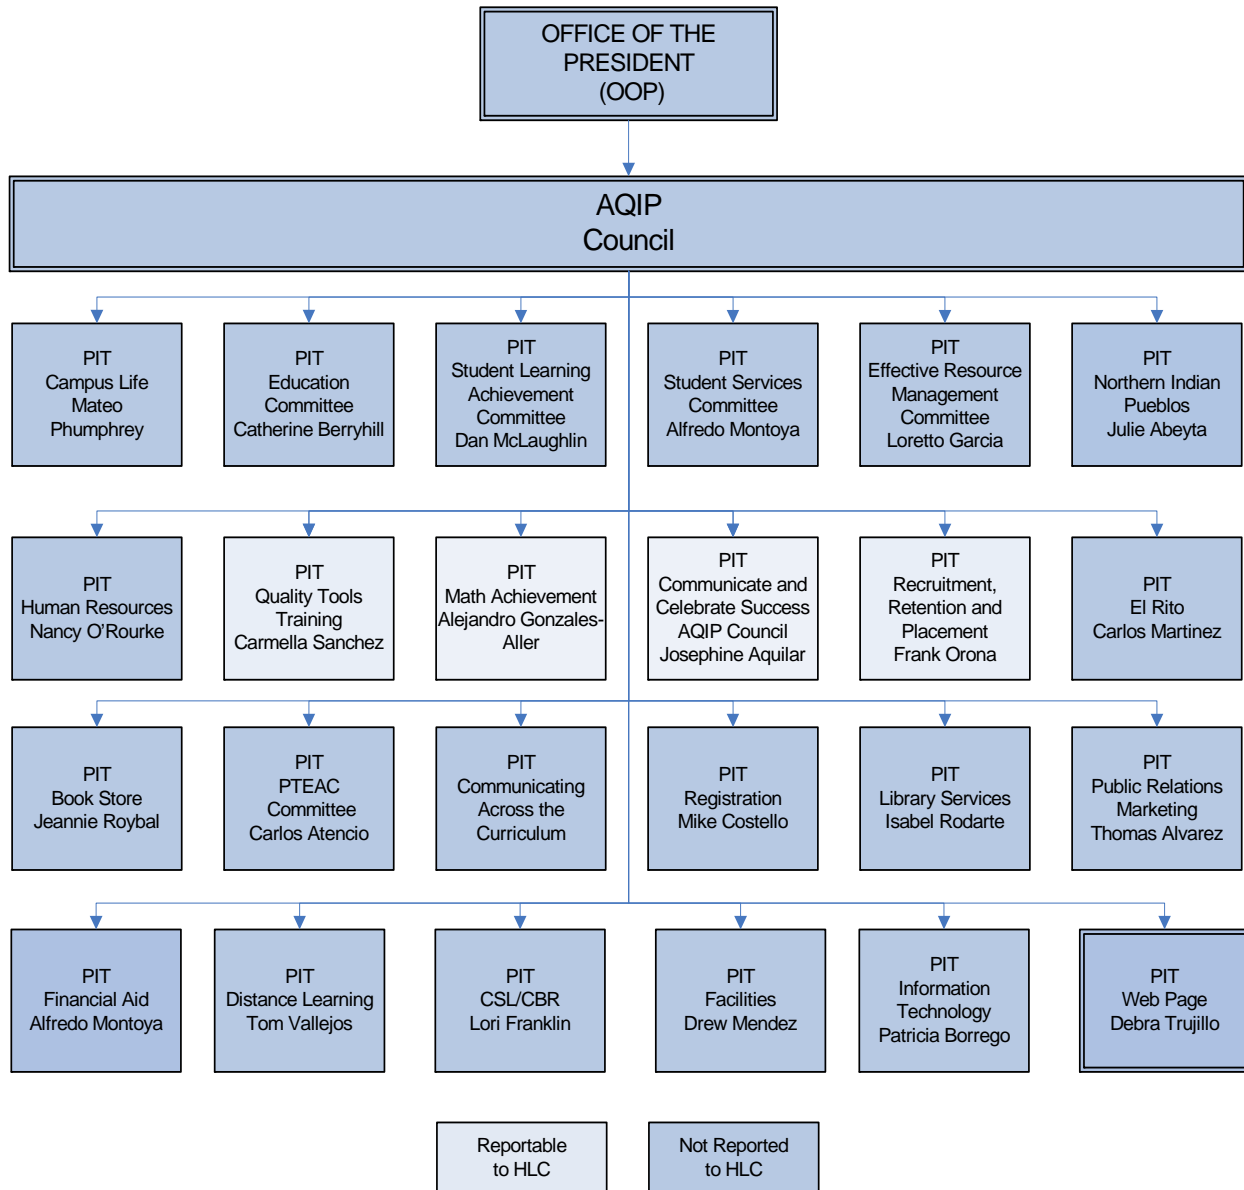 OFFICE OF THE
PRESIDENT
(OOP)
AQIP
Council
PIT
Campus Life
Mateo
Phumphrey
PIT
Education
Committee
Catherine Berryhill
PIT
Student Learning
Achievement
Committee
Dan McLaughlin
PIT
Student Services
Committee
Alfredo Montoya
PIT
Effective Resource
Management
Committee
Loretto Garcia
PIT
Northern Indian
Pueblos
Julie Abeyta
PIT
Human Resources
Nancy O’Rourke
PIT
Quality Tools
Training
Carmella Sanchez
PIT
Math Achievement
Alejandro Gonzales-
Aller
PIT
Communicate and
Celebrate Success
AQIP Council
Josephine Aquilar
PIT
Recruitment,
Retention and
Placement
Frank Orona
PIT
El Rito
Carlos Martinez
PIT
Book Store
Jeannie Roybal
PIT
PTEAC
Committee
Carlos Atencio
PIT
Communicating
Across the
Curriculum
PIT
Registration
Mike Costello
PIT
Library Services
Isabel Rodarte
PIT
Public Relations
Marketing
Thomas Alvarez
PIT
Financial Aid
Alfredo Montoya
PIT
Distance Learning
Tom Vallejos
PIT
CSL/CBR
Lori Franklin
PIT
Facilities
Drew Mendez
PIT
Information
Technology
Patricia Borrego
PIT
Web Page
Debra Trujillo
Reportable
to HLC
Not Reported
to HLC